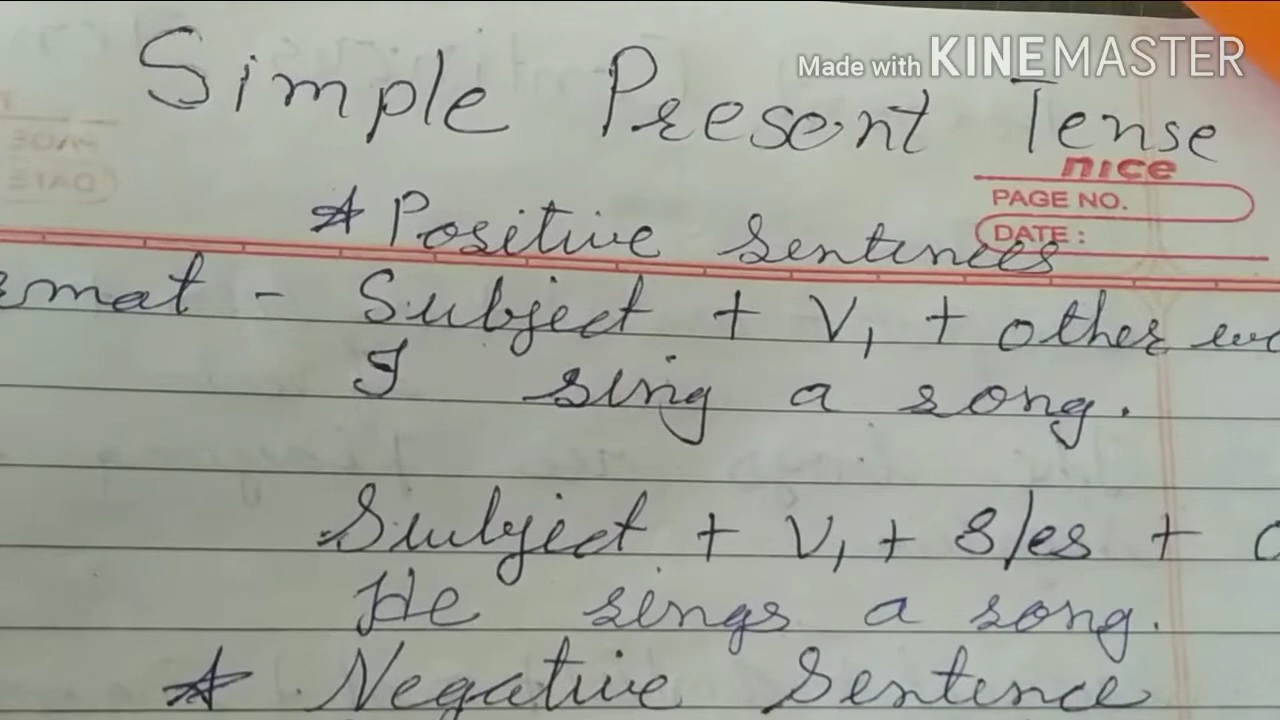 Made with KINEMASTER
Simple Present Tense
nice
PAGE NO.
DATE :
☆ Positive Sentences
mat - Subject + V₁ + other
I sing a song.
Subject + V₁ + s/es +
He sings a song.
☆ Negative Sentence